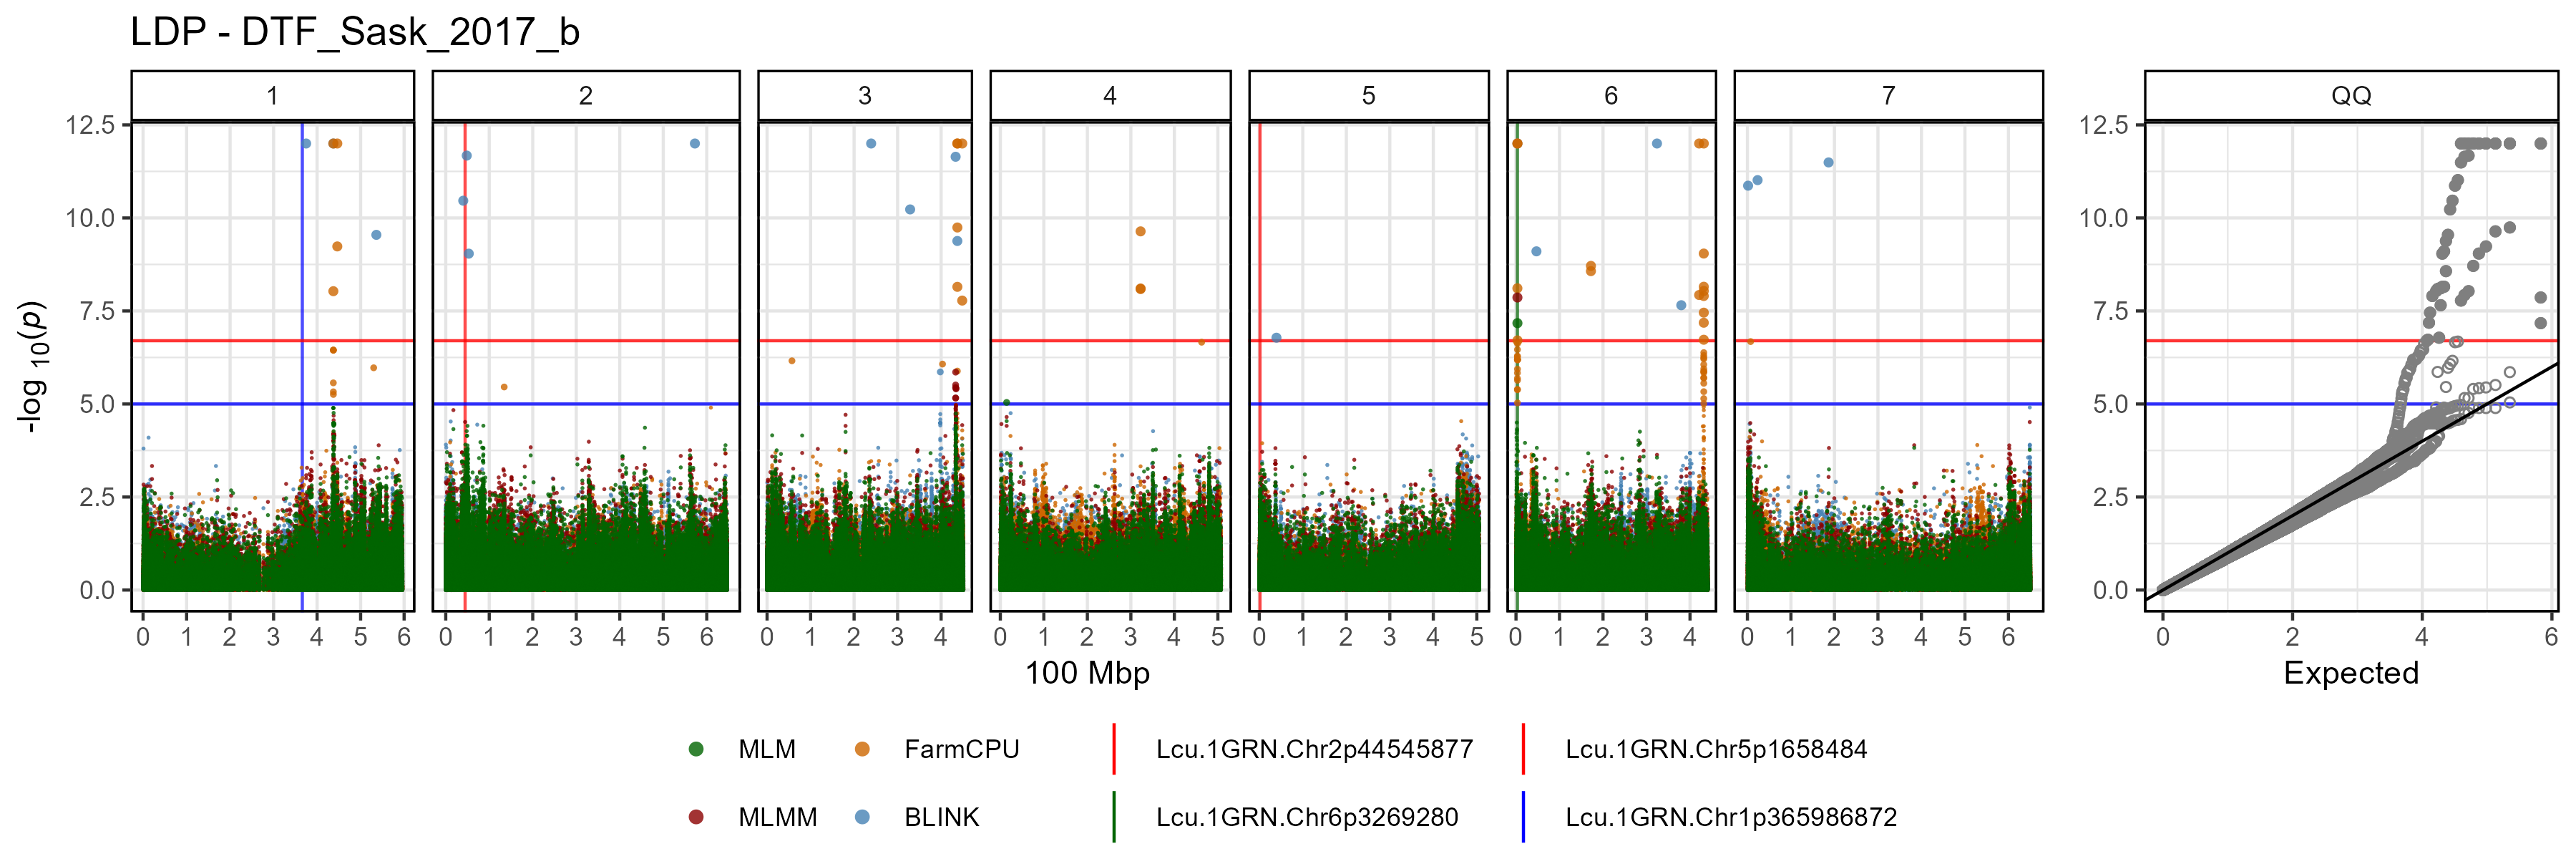 LDP - DTF_Sask_2017_b
1 2 3 4 5 6 7 QQ
12.5 12.5
10.0 10.0
7.5 7.5
5.0 5.0
2.5 2.5
0.0 0.0
-log 10(p)
0 1 2 3 4 5 6 0 1 2 3 4 5 6 0 1 2 3 4 0 1 2 3 4 5 0 1 2 3 4 5 0 1 2 3 4 0 1 2 3 4 5 6 0 2 4 6
100 Mbp Expected
MLM FarmCPU Lcu.1GRN.Chr2p44545877 Lcu.1GRN.Chr5p1658484
MLMM BLINK Lcu.1GRN.Chr6p3269280 Lcu.1GRN.Chr1p365986872